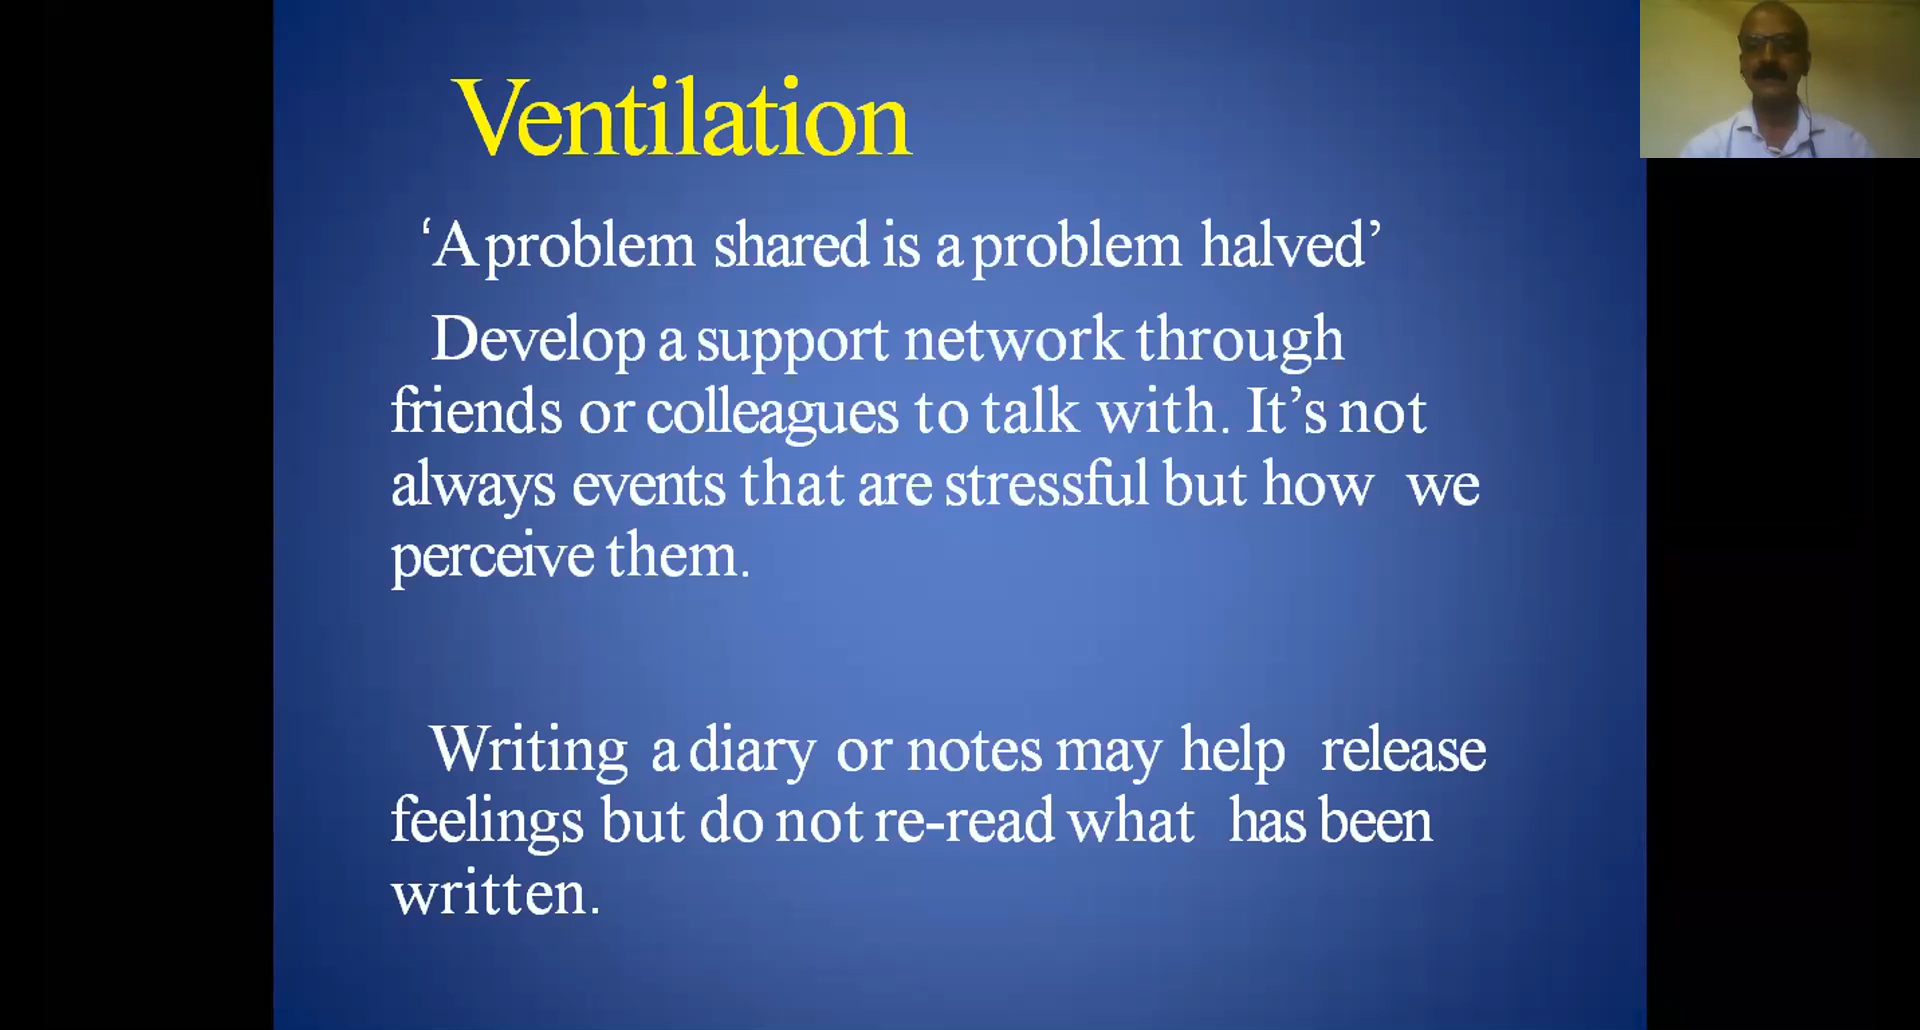 Ventilation
‘A problem shared is a problem halved’
Develop a support network through
friends or colleagues to talk with. It’s not
always events that are stressful but how we
perceive them.
Writing a diary or notes may help release
feelings but do not re-read what has been
written.